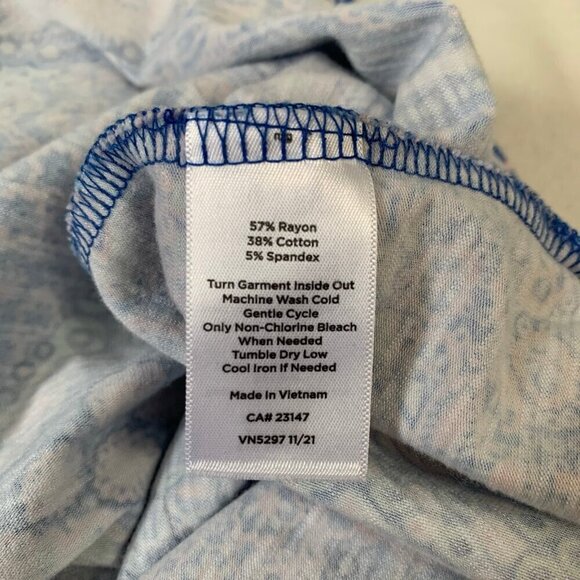 57% Rayon
38% Cotton
5% Spandex
Turn Garment Inside Out
Machine Wash Cold
Gentle Cycle
Only Non-Chlorine Bleach
When Needed
Tumble Dry Low
Cool Iron If Needed
Made In Vietnam
CA# 23147
VN5297 11/21